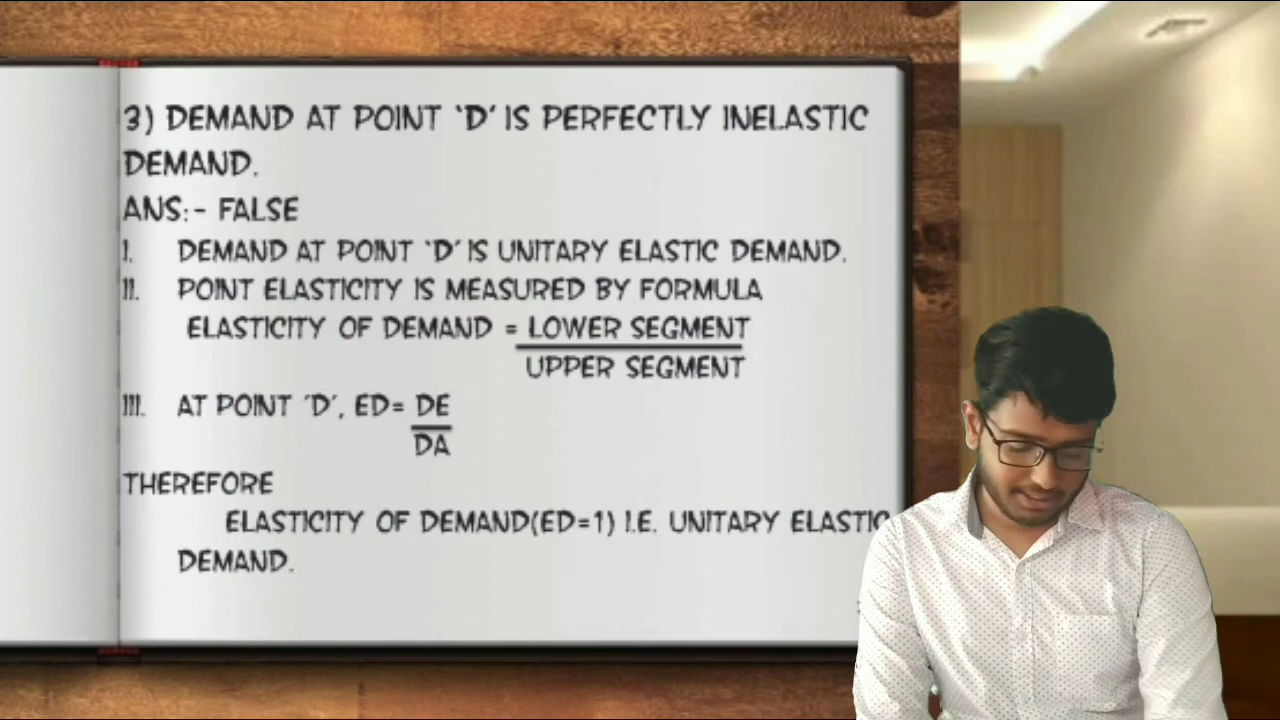 3) DEMAND AT POINT 'D' IS PERFECTLY INELASTIC
DEMAND.
ANS:- FALSE
I. DEMAND AT POINT 'D' IS UNITARY ELASTIC DEMAND.
II. POINT ELASTICITY IS MEASURED BY FORMULA
ELASTICITY OF DEMAND = LOWER SEGMENT
UPPER SEGMENT
III. AT POINT 'D', ED= DE
DA
THEREFORE
ELASTICITY OF DEMAND(ED=1) I.E. UNITARY ELASTIC
DEMAND.